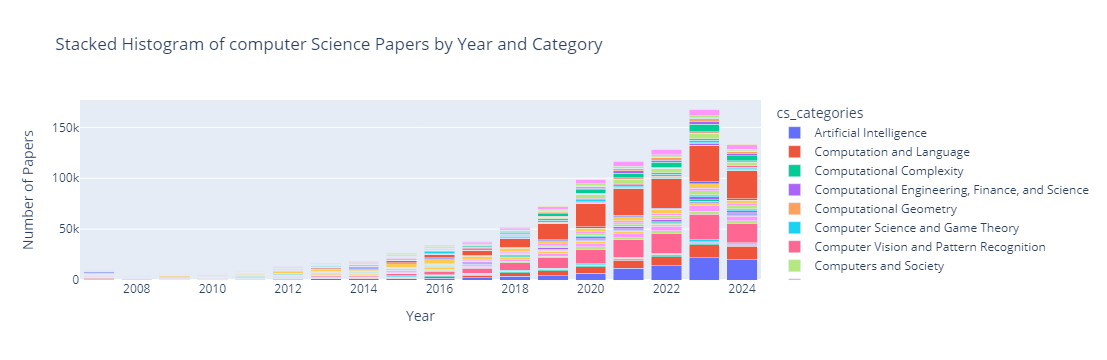 Stacked Histogram of computer Science Papers by Year and Category
cs_categories
Artificial Intelligence
Computation and Language
Computational Complexity
Computational Engineering, Finance, and Science
Computational Geometry
Computer Science and Game Theory
Computer Vision and Pattern Recognition
Computers and Society
Number of Papers
150k
100k
50k
0
2008
2010
2012
2014
2016
2018
2020
2022
2024
Year